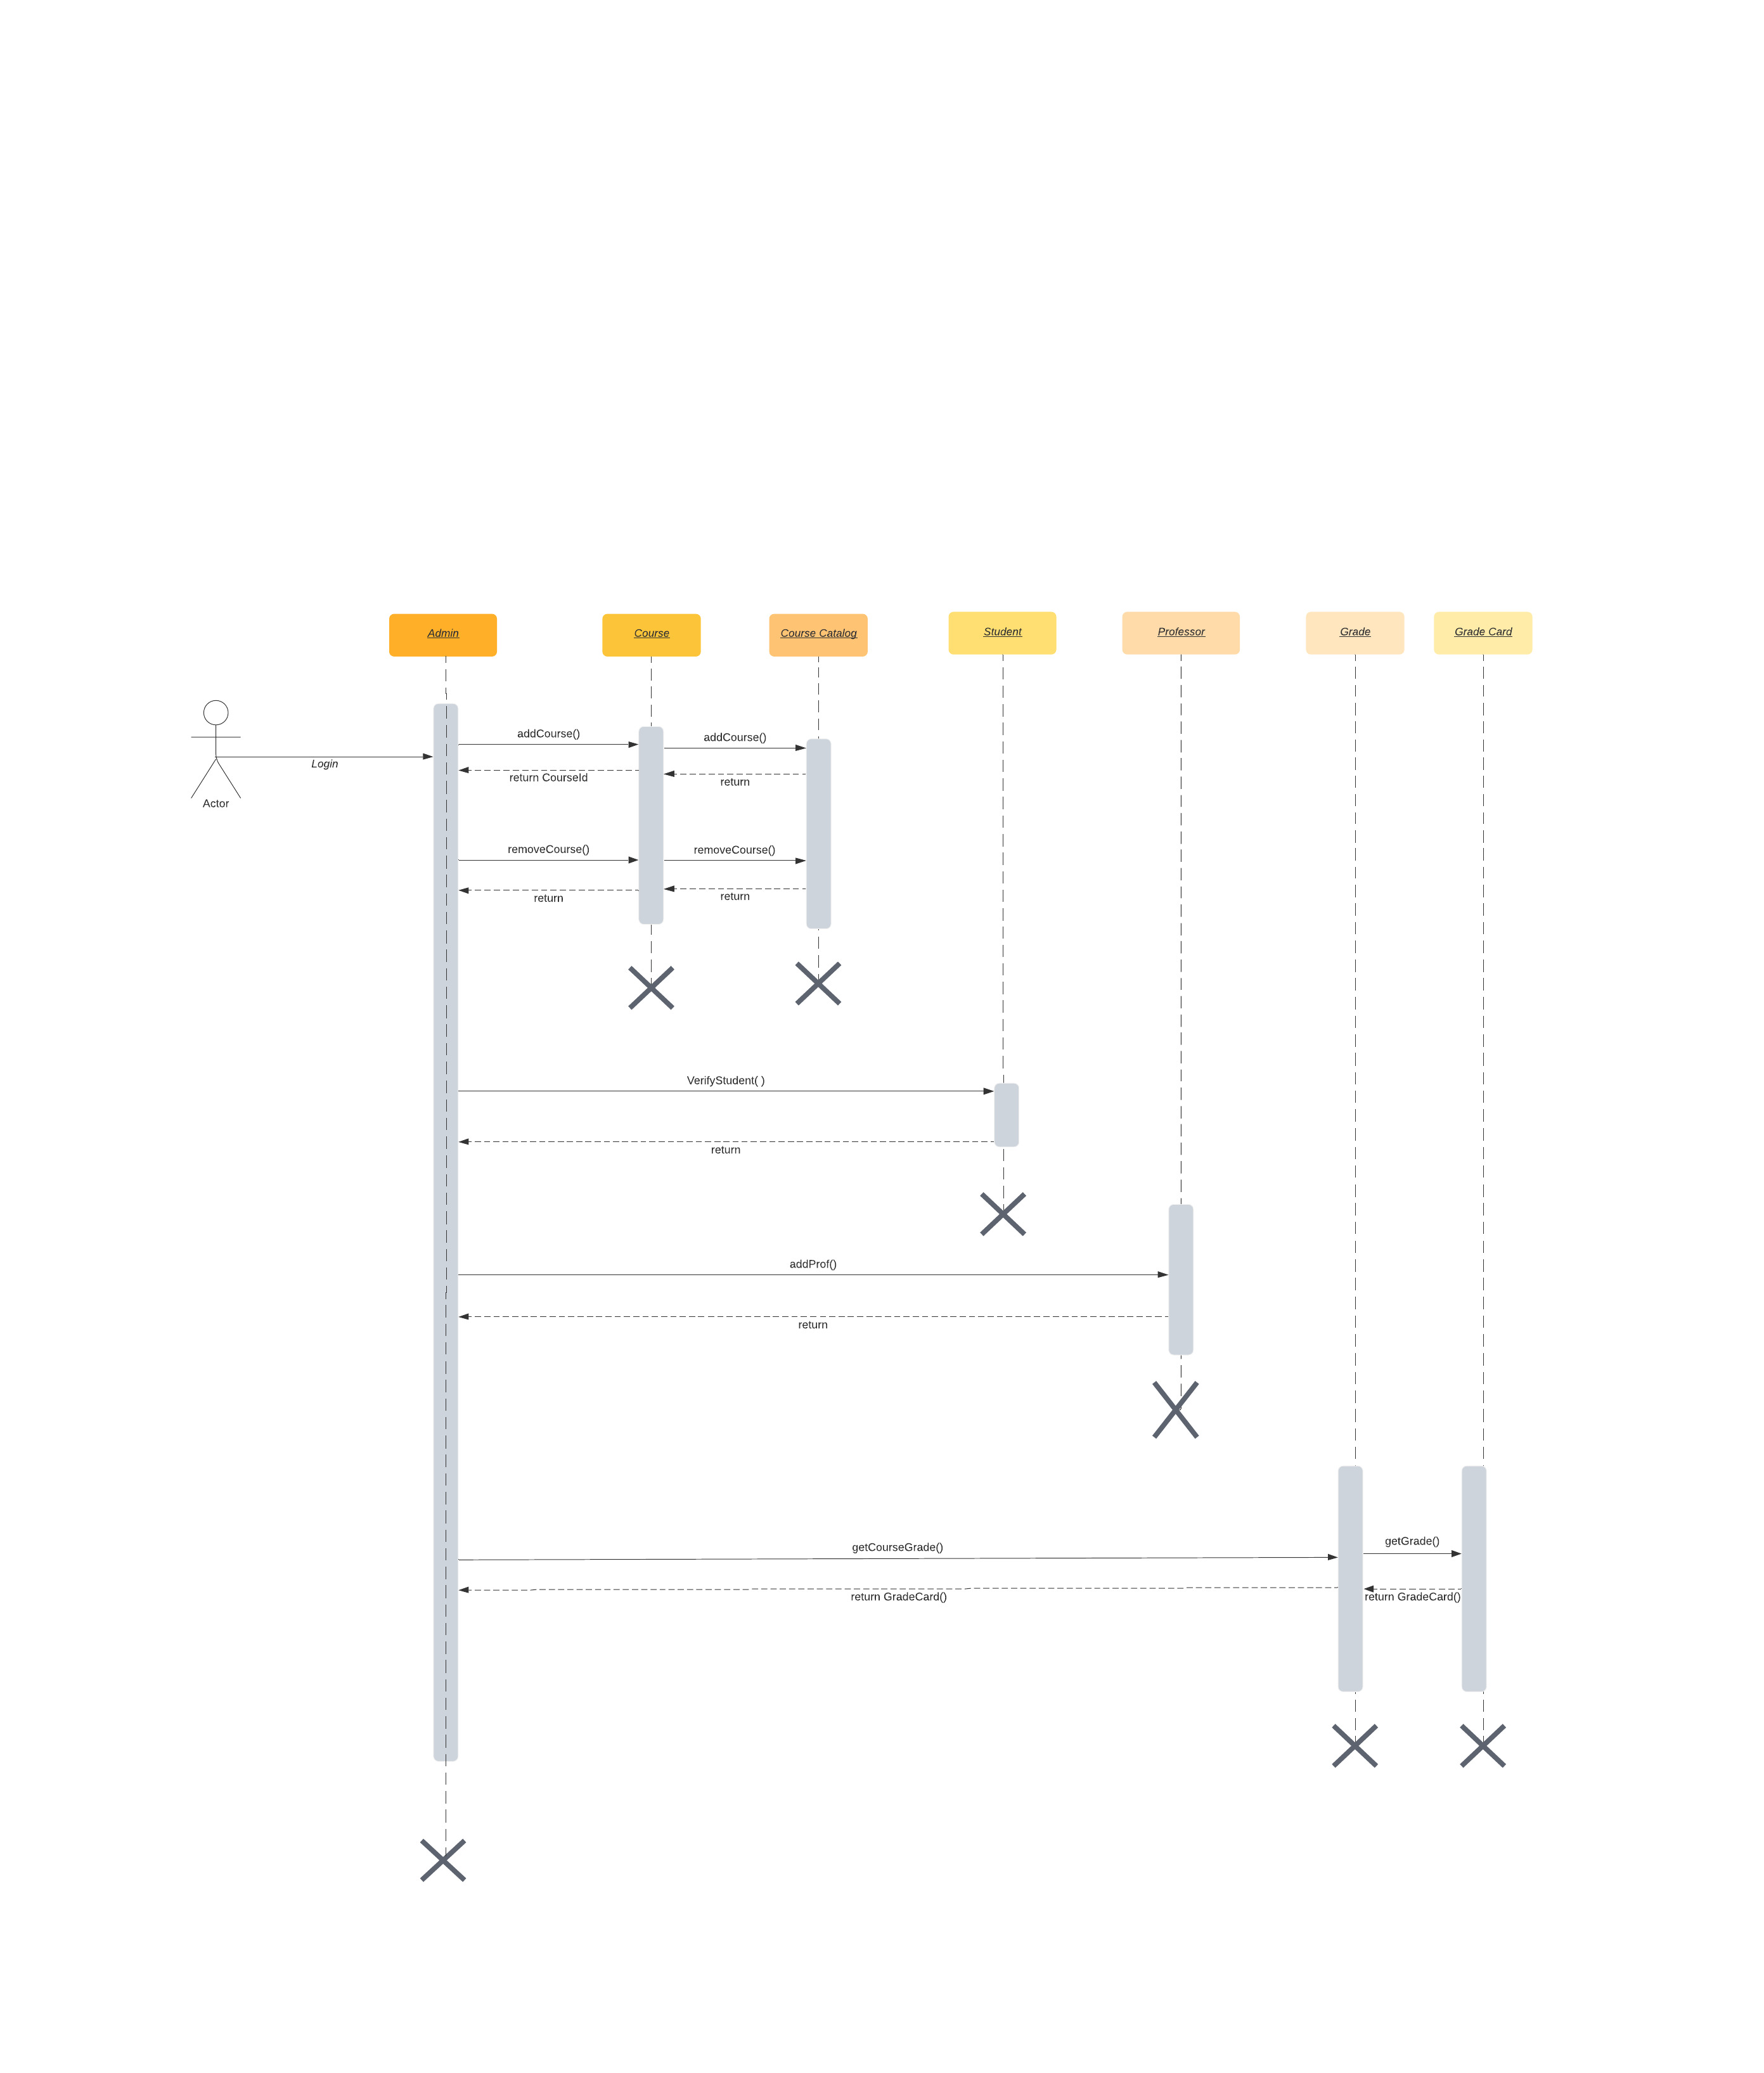 Admin
Course
Course Catalog
Student
Professor
Grade
Grade Card
addCourse()
addCourse()
Login
return CourseId
return
Actor
removeCourse()
removeCourse()
return
return
VerifyStudent( )
return
addProf()
return
getCourseGrade()
getGrade()
return GradeCard()
return GradeCard()